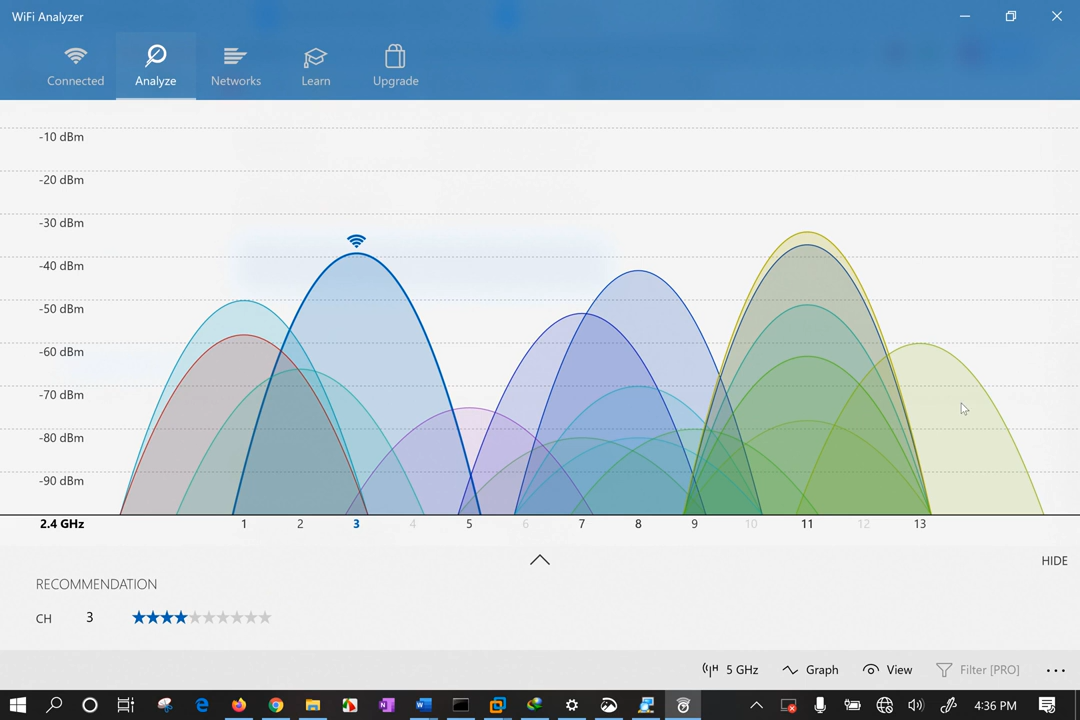 WiFi Analyzer
Connected
Analyze
Networks
Learn
Upgrade
-10 dBm
-20 dBm
-30 dBm
-40 dBm
-50 dBm
-60 dBm
-70 dBm
-80 dBm
-90 dBm
2.4 GHz 1 2 3 4 5 6 7 8 9 10 11 12 13
HIDE
RECOMMENDATION
CH 3
5 GHz Graph View Filter [PRO]
4:36 PM